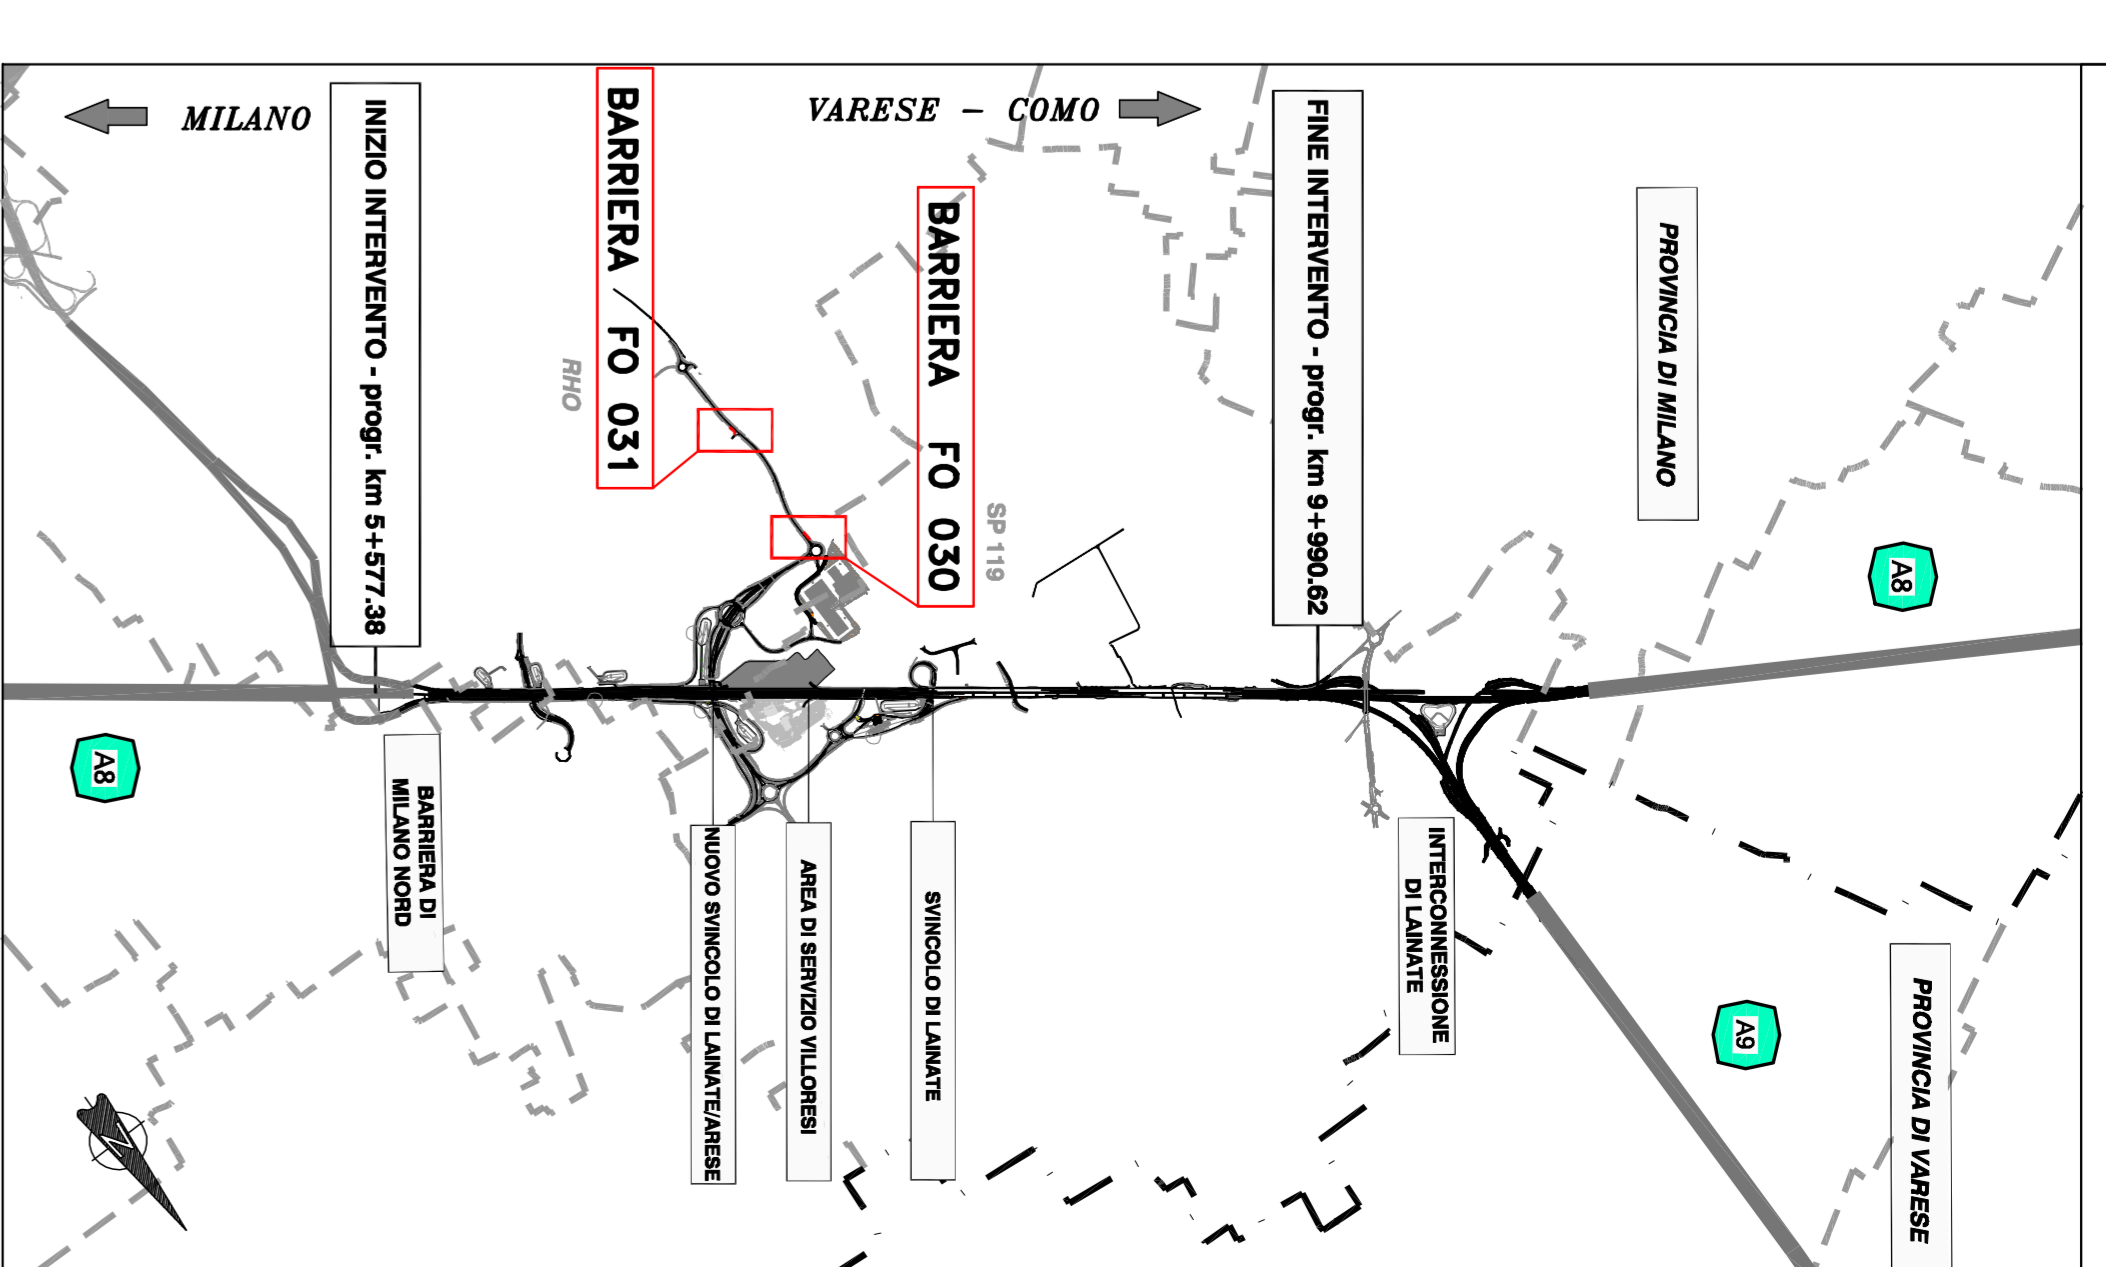 MILANO
VARESE - COMO
INIZIO INTERVENTO - progr. km 5+577.38
BARRIERA FO 031
BARRIERA FO 030
FINE INTERVENTO - progr. km 9+990.62
PROVINCIA DI MILANO
RHO
SP 119
A8
A8
BARRIERA DI
MILANO NORD
NUOVO SVINCOLO DI LAINATE/ARESE
AREA DI SERVIZIO VILLORESI
SVINCOLO DI LAINATE
INTERCONNESSIONE
DI LAINATE
A9
PROVINCIA DI VARESE
N